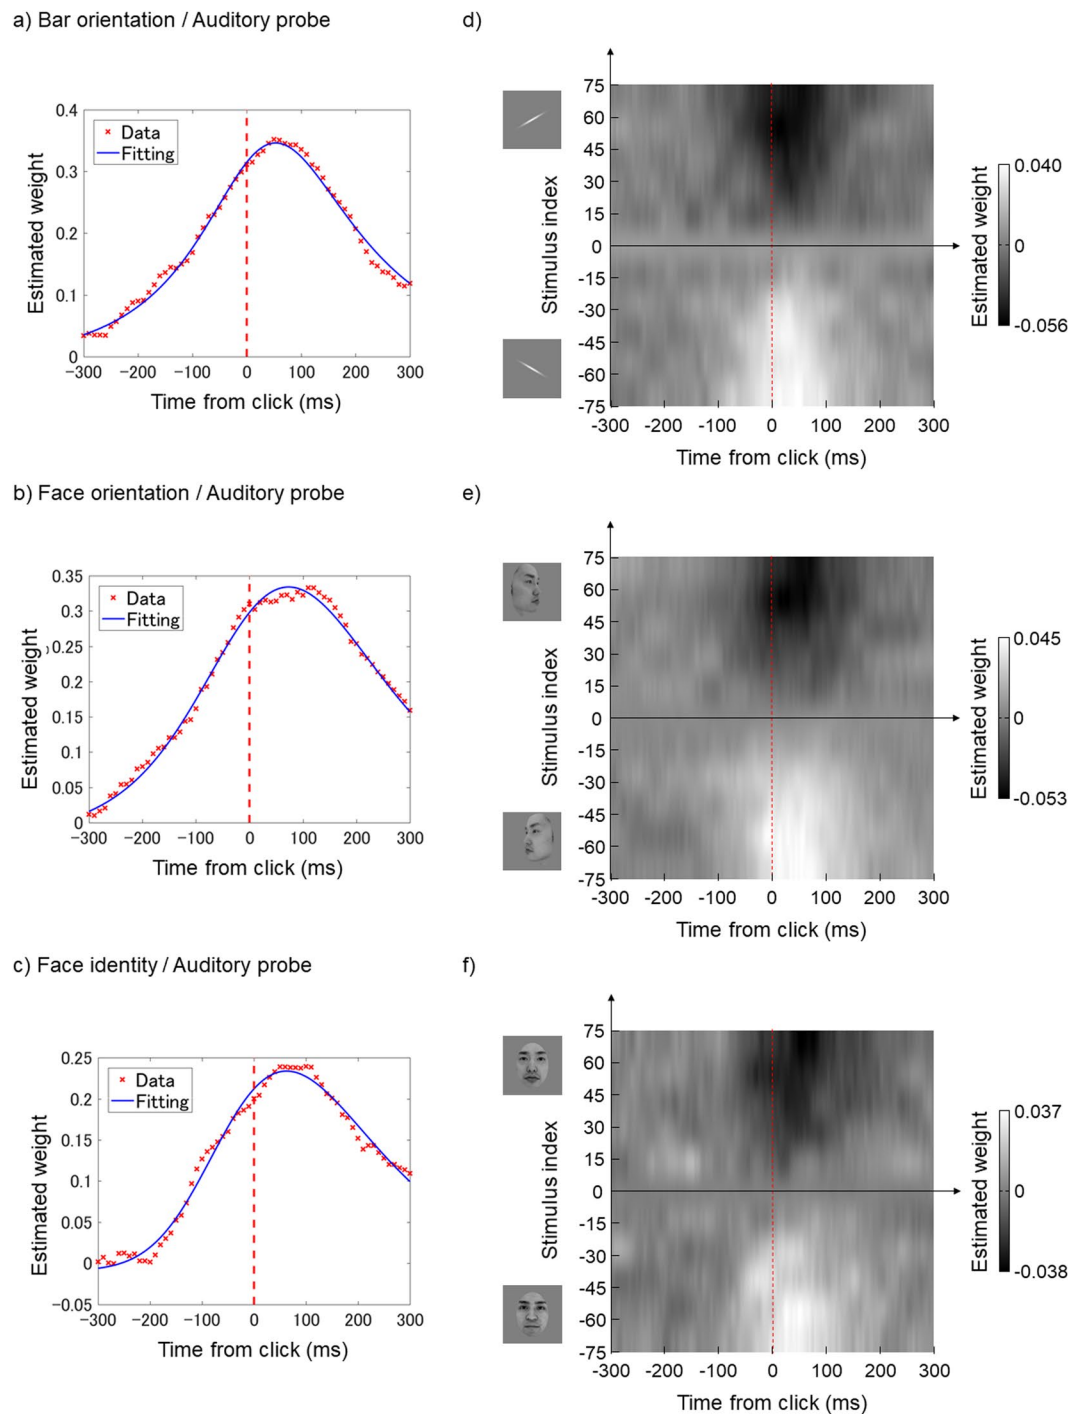 a) Bar orientation / Auditory probe
0.4
0.3
0.2
0.1
0
Estimated weight
Data
Fitting
−300 −200 −100 0 100 200 300
Time from click (ms)
d)
75
60
45
30
15
0
-15
-30
-45
-60
-75
Stimulus index
-300 -200 -100 0 100 200 300
Time from click (ms)
Estimated weight
0.040
0
-0.056
b) Face orientation / Auditory probe
0.35
0.3
0.25
0.2
0.15
0.1
0.05
0
Estimated weight
Data
Fitting
−300 −200 −100 0 100 200 300
Time from click (ms)
e)
75
60
45
30
15
0
-15
-30
-45
-60
-75
Stimulus index
-300 -200 -100 0 100 200 300
Time from click (ms)
Estimated weight
0.045
0
-0.053
c) Face identity / Auditory probe
0.25
0.2
0.15
0.1
0.05
0
−0.05
Estimated weight
Data
Fitting
−300 −200 −100 0 100 200 300
Time from click (ms)
f)
75
60
45
30
15
0
-15
-30
-45
-60
-75
Stimulus index
-300 -200 -100 0 100 200 300
Time from click (ms)
Estimated weight
0.037
0
-0.038